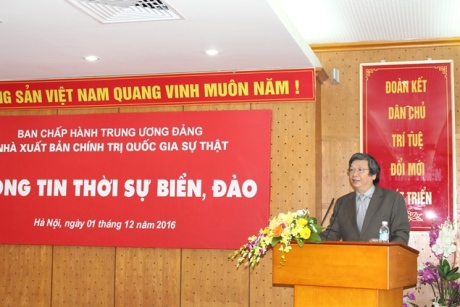 SẢN VIỆT NAM QUANG VINH MUÔN NĂM !
BAN CHẤP HÀNH TRUNG ƯƠNG ĐẢNG
NHÀ XUẤT BẢN CHÍNH TRỊ QUỐC GIA SỰ THẬT
TIN THỜI SỰ BIỂN, ĐẢO
Hà Nội, ngày 01 tháng 12 năm 2016
ĐOÀN KẾT
DÂN CHỦ
TRÍ TUỆ
ĐỔI MỚI
TRIỂN